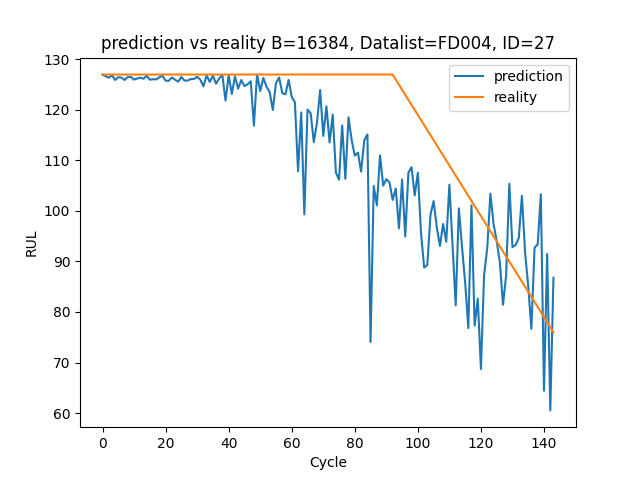 prediction vs reality B=16384, Datalist=FD004, ID=27
prediction
reality
RUL
130
120
110
100
90
80
70
60
0 20 40 60 80 100 120 140
Cycle